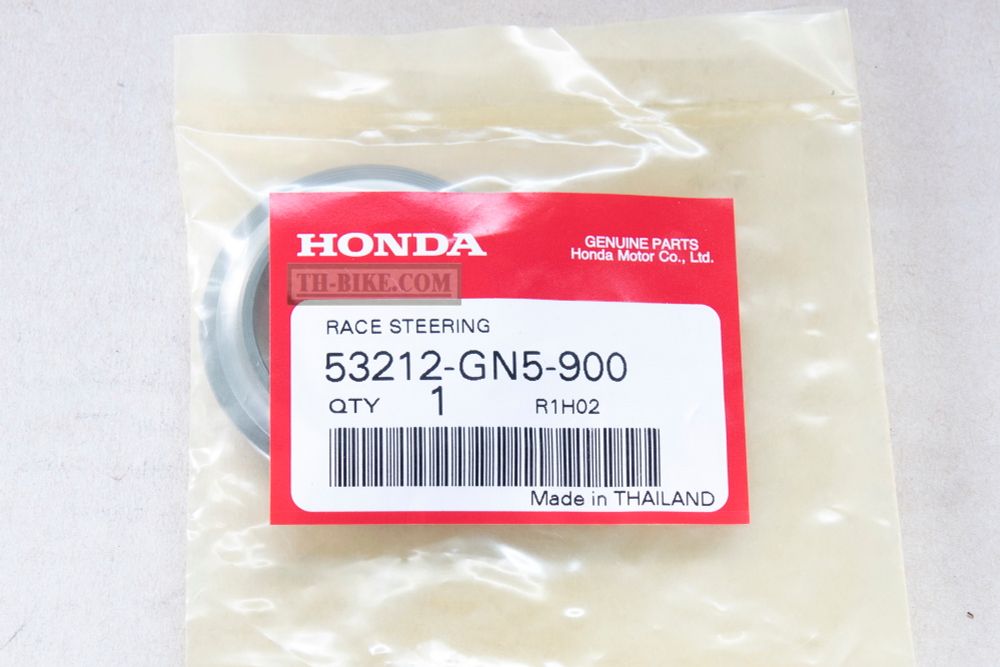 HONDA
GENUINE PARTS
Honda Motor Co., Ltd.
TH-BIKE.COM
RACE STEERING
53212-GN5-900
QTY 1 R1H02
Made in THAILAND